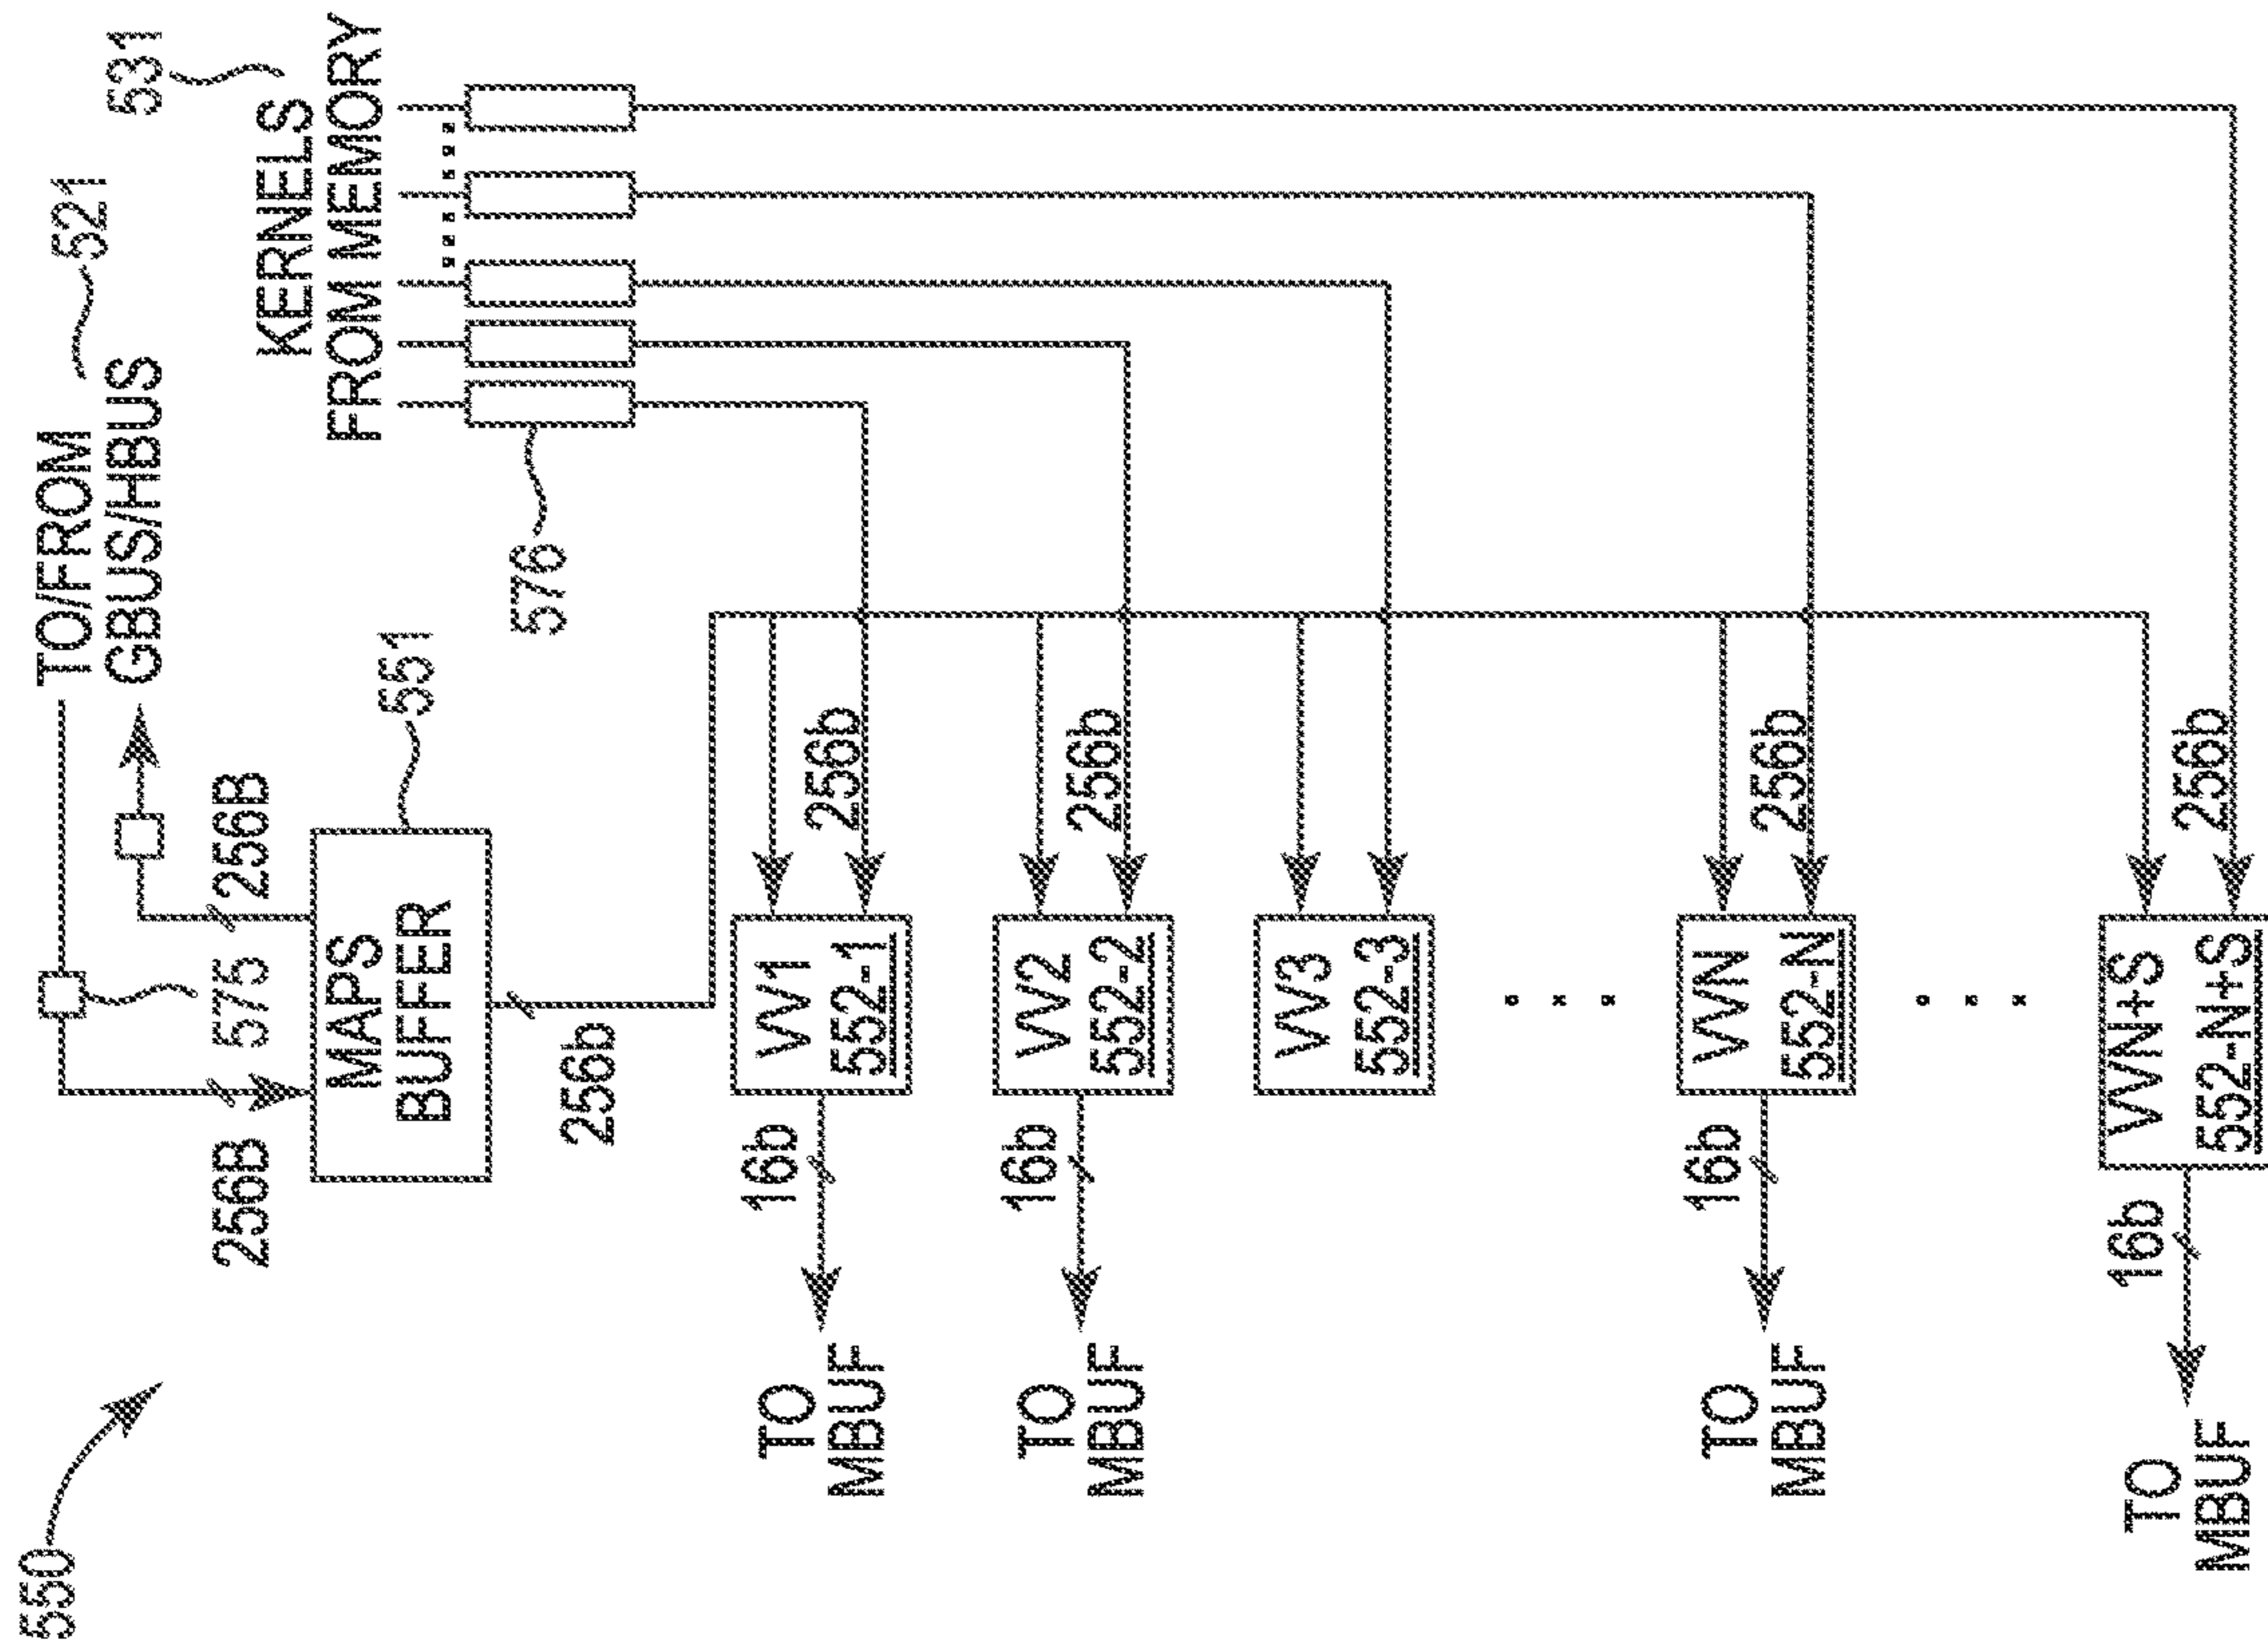 550
TO/FROM
GBUS/HBUS
521
531
KERNELS
FROM MEMORY
256B
575
256B
MAPS
BUFFER
551
576
256b
TO
MBUF
16b
VV1
552-1
256b
TO
MBUF
16b
VV2
552-2
256b
VV3
552-3
TO
MBUF
16b
VVN
552-N
256b
TO
MBUF
16b
VVN+S
552-N+S
256b